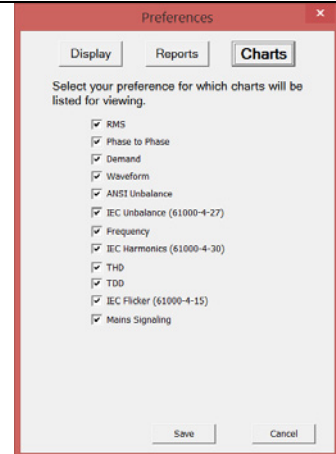 Preferences
Display Reports Charts
Select your preference for which charts will be
listed for viewing.
RMS
Phase to Phase
Demand
Waveform
ANSI Unbalance
IEC Unbalance (61000-4-27)
Frequency
IEC Harmonics (61000-4-30)
THD
TDD
IEC Flicker (61000-4-15)
Mains Signaling
Save Cancel